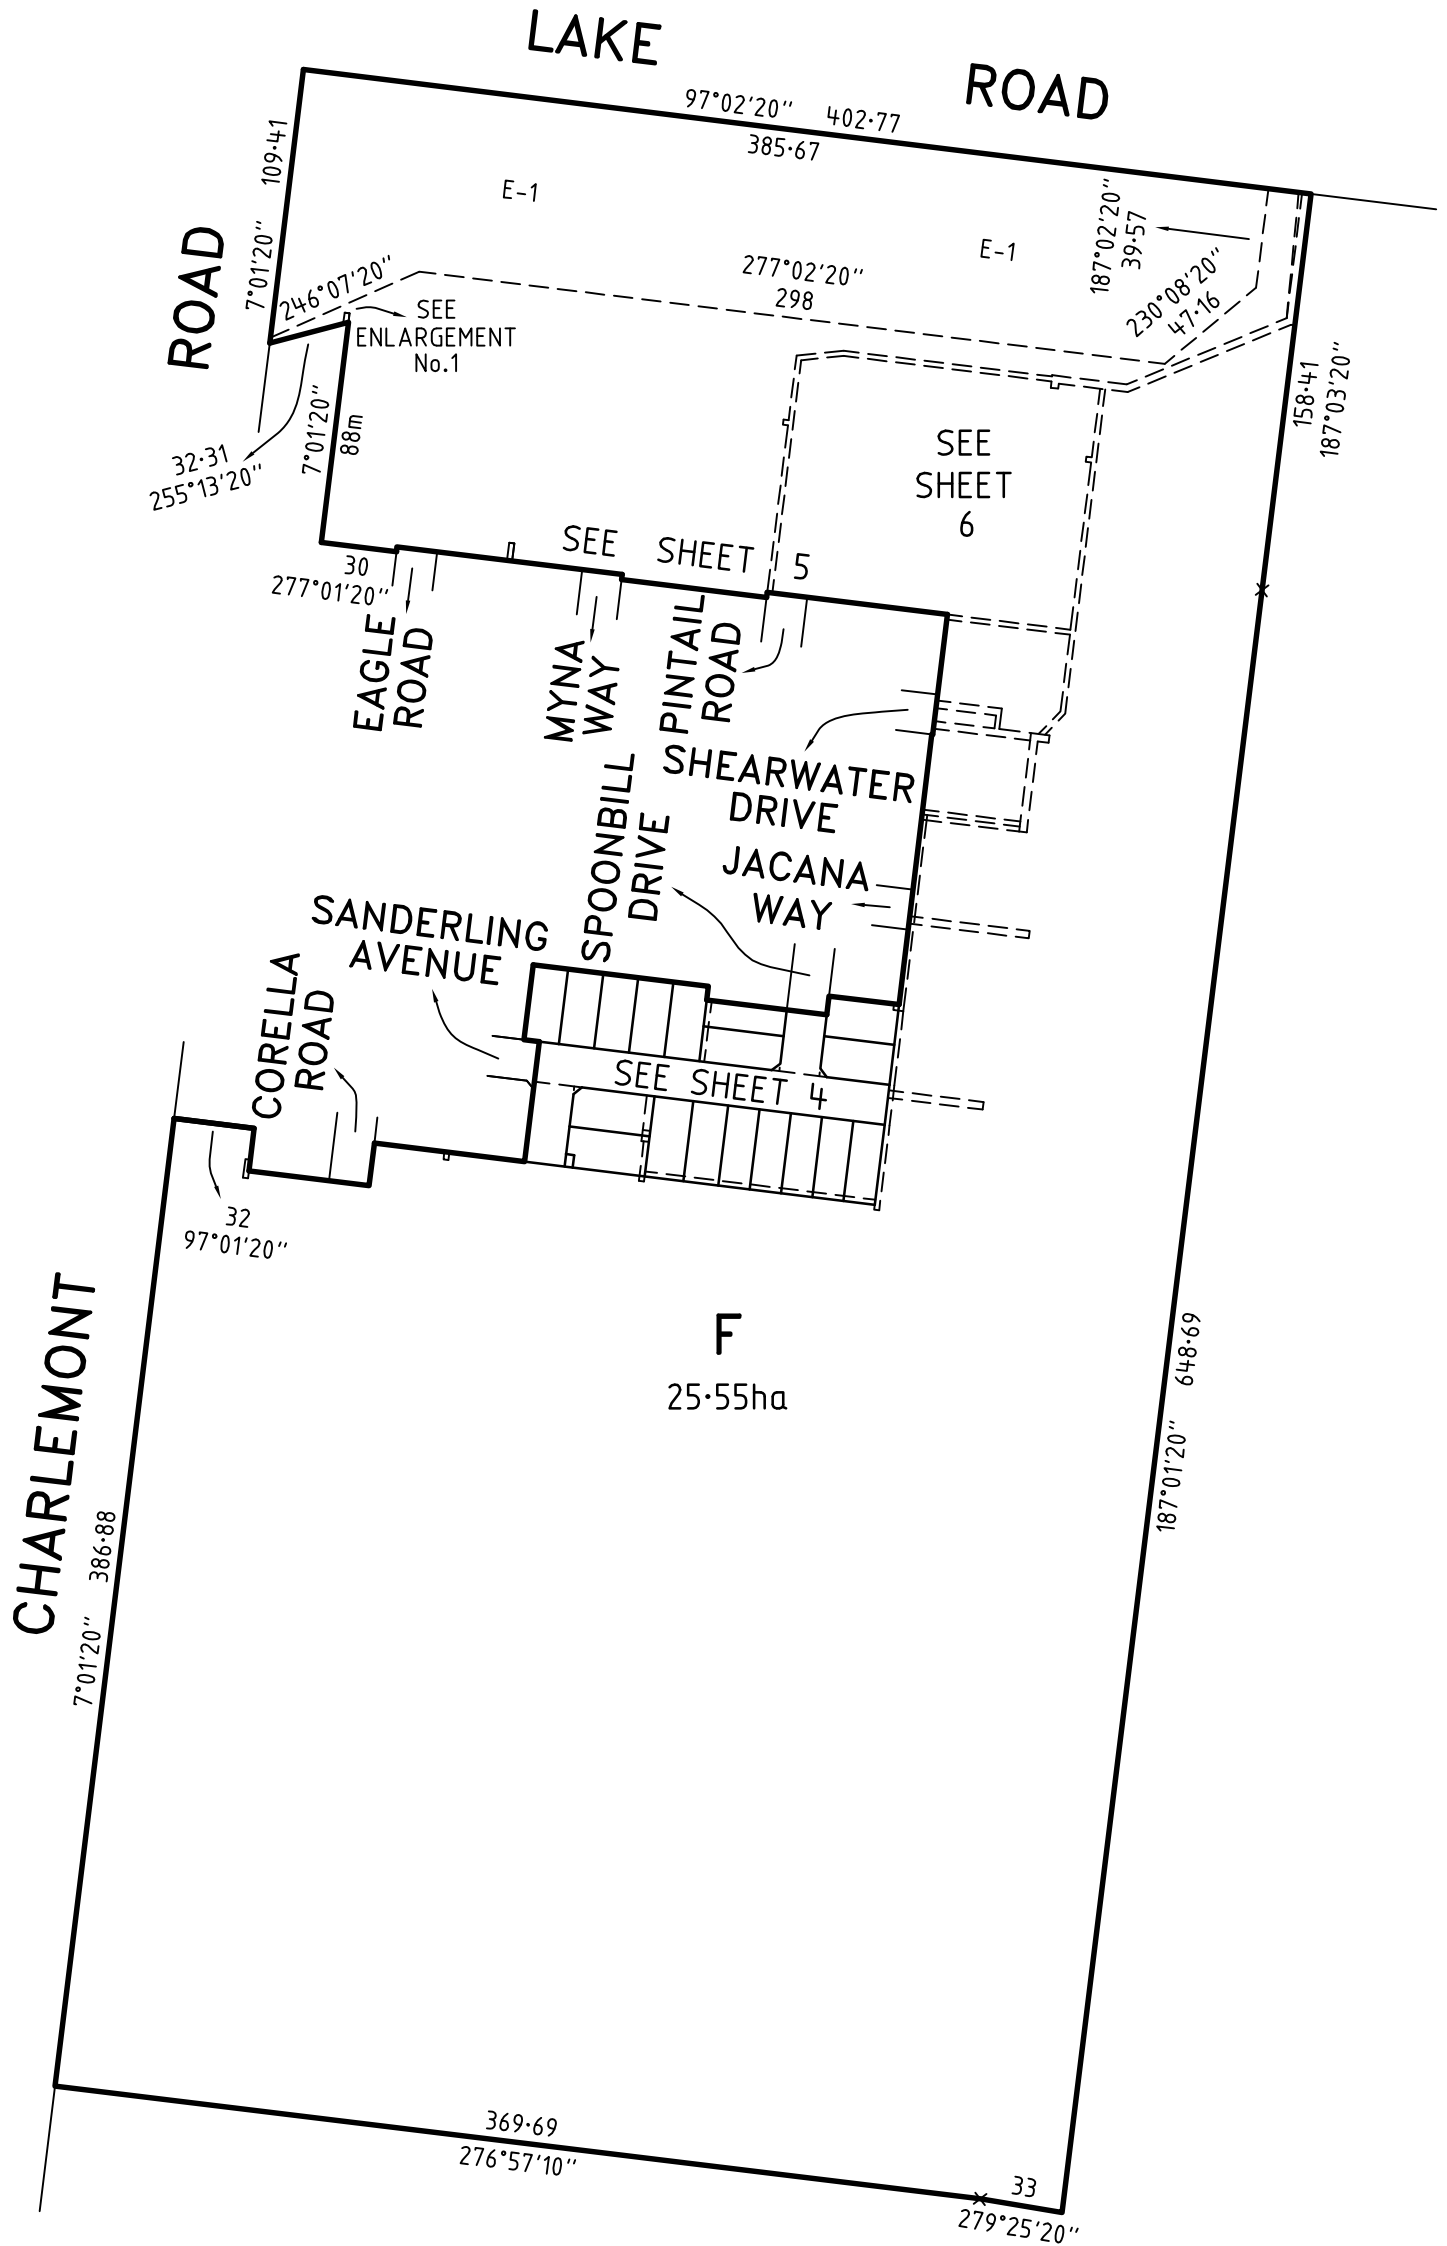 LAKE ROAD
97°02'20" 402·77
385·67
109·41
7°01'20"
ROAD
E-1
E-1
187°02'20"
39·57
230°08'20"
47·16
246°07'20"
277°02'20"
298
SEE
ENLARGEMENT
No.1
158·41
187°03'20"
7°01'20"
88m
32·31
255°13'20"
SEE
SHEET
6
SEE SHEET 5
30
277°01'20"
EAGLE
ROAD
MYNA
WAY
PINTAIL
ROAD
SHEARWATER
DRIVE
SPOONBILL
DRIVE
JACANA
WAY
SANDERLING
AVENUE
CORELLA
ROAD
SEE SHEET 4
32
97°01'20"
CHARLEMONT
F
25·55ha
648·69
187°01'20"
386·88
7°01'20"
369·69
276°57'10"
33
279°25'20"